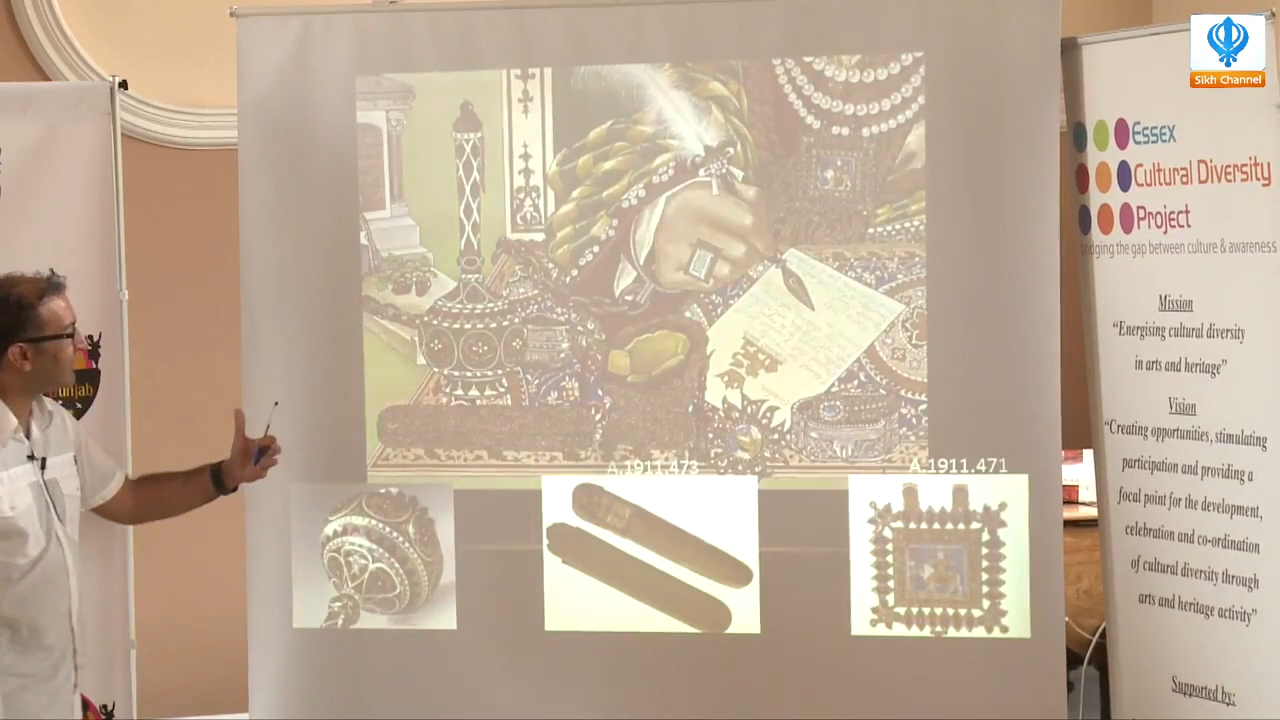 Sikh Channel
Essex
Cultural Diversity
Project
bridging the gap between culture & awareness
Mission
“Energising cultural diversity
in arts and heritage”
Vision
“Creating opportunities, stimulating
participation and providing a
focal point for the development,
celebration and co-ordination
of cultural diversity through
arts and heritage activity”
Supported by:
A.1911.473
A.1911.471
punjab